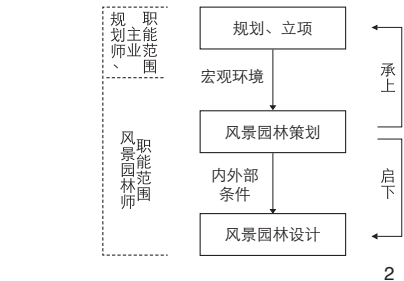 规划师、
主业
职能范围
规划、立项
宏观环境
承上
风景园林策划
风景园林师
职能范围
内外部
条件
启下
风景园林设计
2